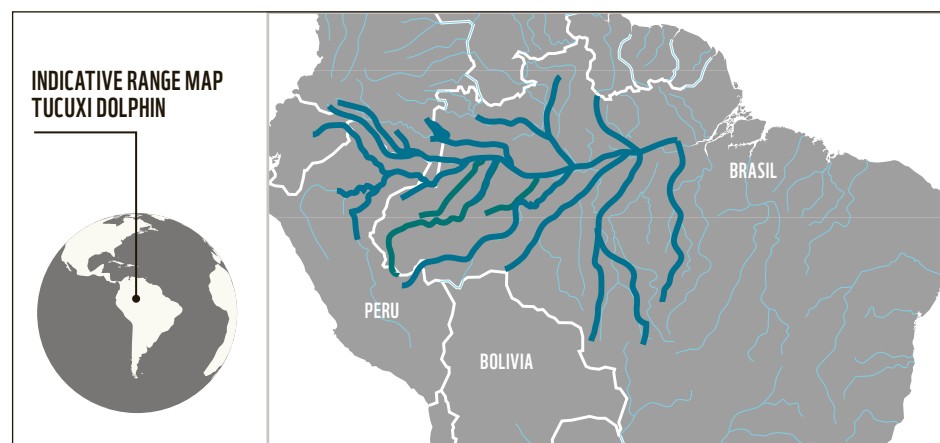 INDICATIVE RANGE MAP
TUCUXI DOLPHIN
BRASIL
PERU
BOLIVIA